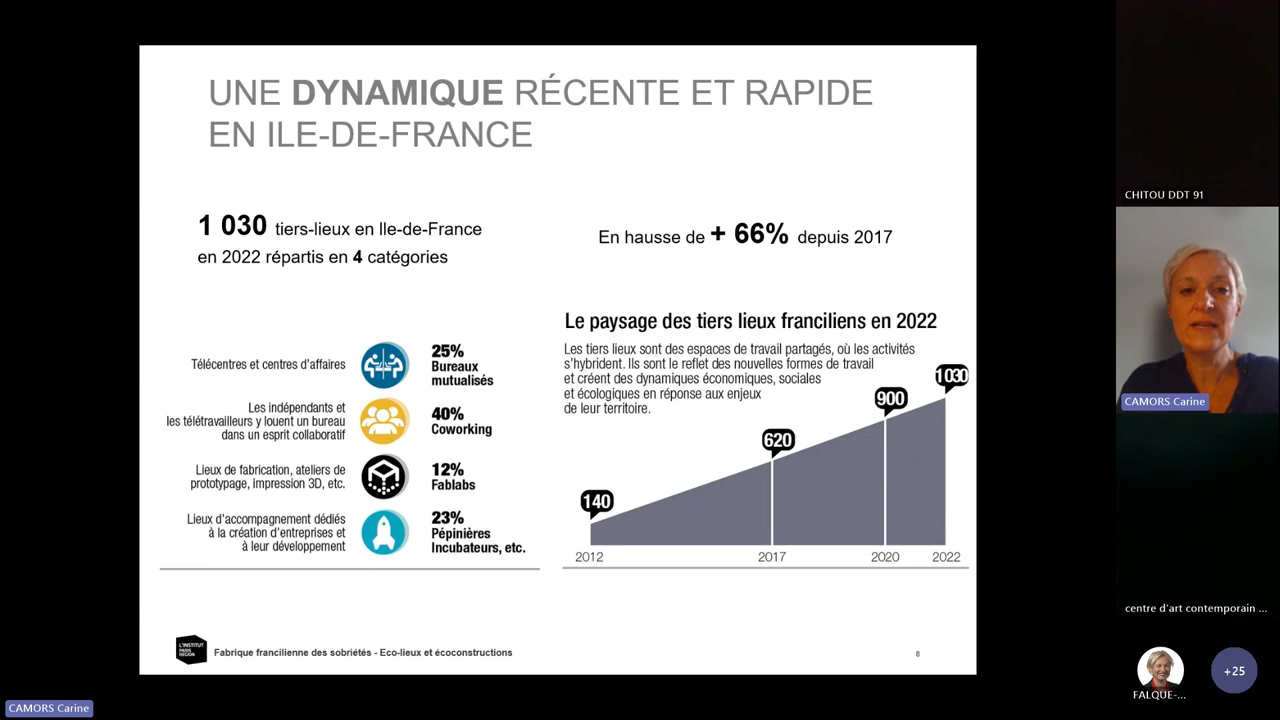 UNE DYNAMIQUE RÉCENTE ET RAPIDE
EN ILE-DE-FRANCE
1 030 tiers-lieux en Ile-de-France
en 2022 répartis en 4 catégories
En hausse de + 66% depuis 2017
Télécentres et centres d'affaires
25%
Bureaux
mutualisés
Les indépendants et
les télétravailleurs y louent un bureau
dans un esprit collaboratif
40%
Coworking
Lieux de fabrication, ateliers de
prototypage, impression 3D, etc.
12%
Fablabs
Lieux d'accompagnement dédiés
à la création d'entreprises et
à leur développement
23%
Pépinières
Incubateurs, etc.
Le paysage des tiers lieux franciliens en 2022
Les tiers lieux sont des espaces de travail partagés, où les activités
s'hybrident. Ils sont le reflet des nouvelles formes de travail
et créent des dynamiques économiques, sociales
et écologiques en réponse aux enjeux
de leur territoire.
140
620
900
1 030
2012
2017
2020
2022
L'INSTITUT
PARIS
REGION
Fabrique francilienne des sobriétés - Eco-lieux et écoconstructions
8
CHITOU DDT 91
CAMORS Carine
centre d'art contemporain ...
FALQUE-...
+25
CAMORS Carine